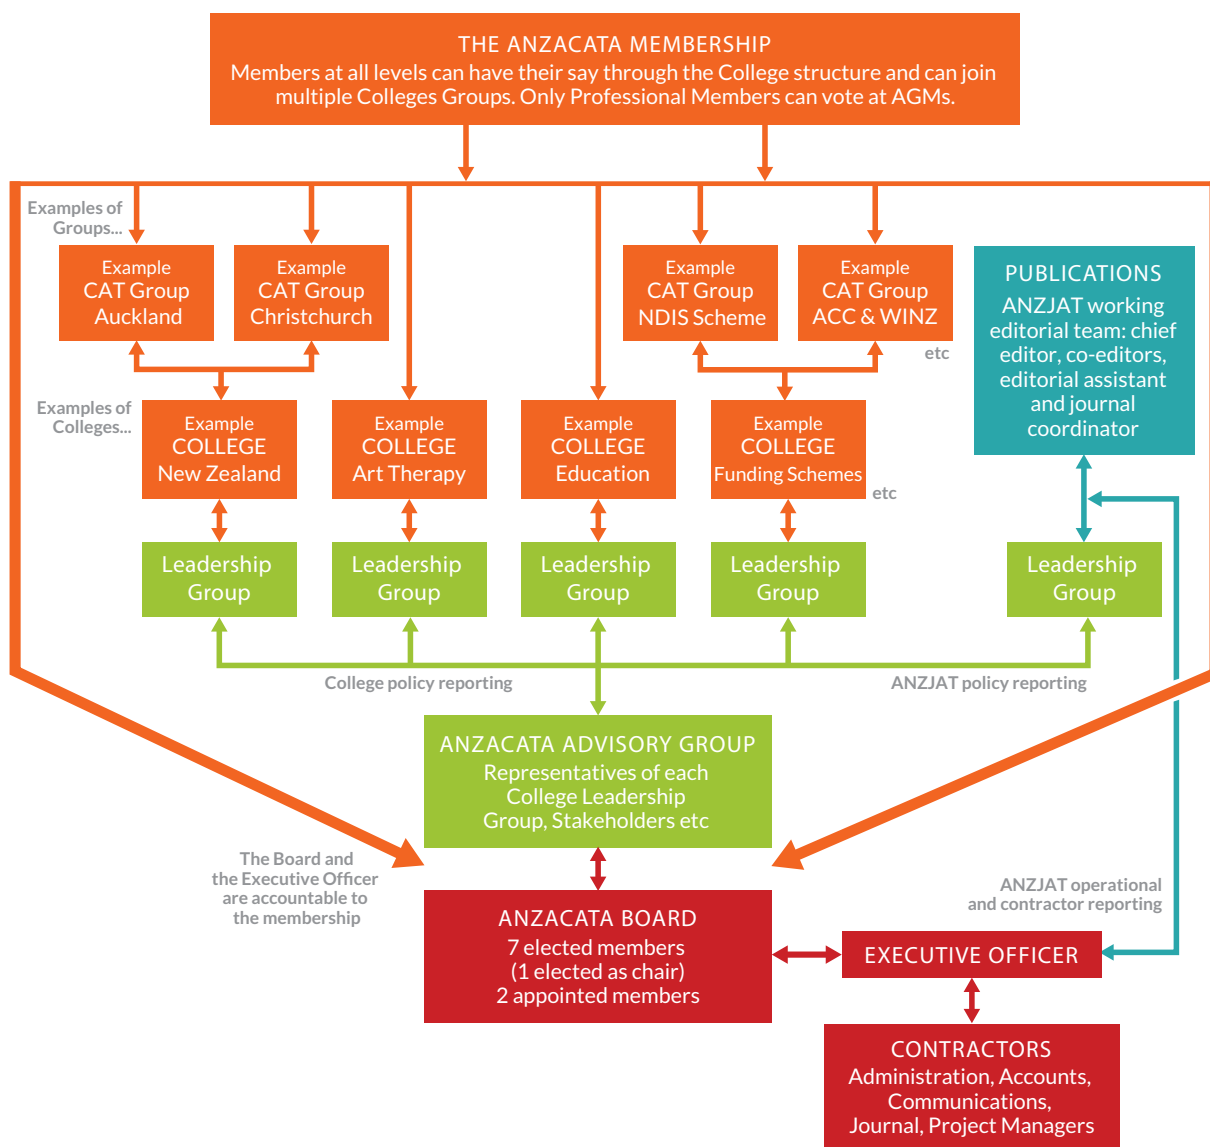 THE ANZACATA MEMBERSHIP
Members at all levels can have their say through the College structure and can join
multiple Colleges Groups. Only Professional Members can vote at AGMs.
Examples of
Groups...
Example
CAT Group
Auckland
Example
CAT Group
Christchurch
Example
CAT Group
NDIS Scheme
Example
CAT Group
ACC & WINZ
etc
PUBLICATIONS
ANZJAT working
editorial team: chief
editor, co-editors,
editorial assistant
and journal
coordinator
Examples of
Colleges...
Example
COLLEGE
New Zealand
Example
COLLEGE
Art Therapy
Example
COLLEGE
Education
Example
COLLEGE
Funding Schemes
etc
Leadership
Group
Leadership
Group
Leadership
Group
Leadership
Group
Leadership
Group
College policy reporting
ANZJAT policy reporting
ANZACATA ADVISORY GROUP
Representatives of each
College Leadership
Group, Stakeholders etc
The Board and
the Executive Officer
are accountable to
the membership
ANZJAT operational
and contractor reporting
ANZACATA BOARD
7 elected members
(1 elected as chair)
2 appointed members
EXECUTIVE OFFICER
CONTRACTORS
Administration, Accounts,
Communications,
Journal, Project Managers